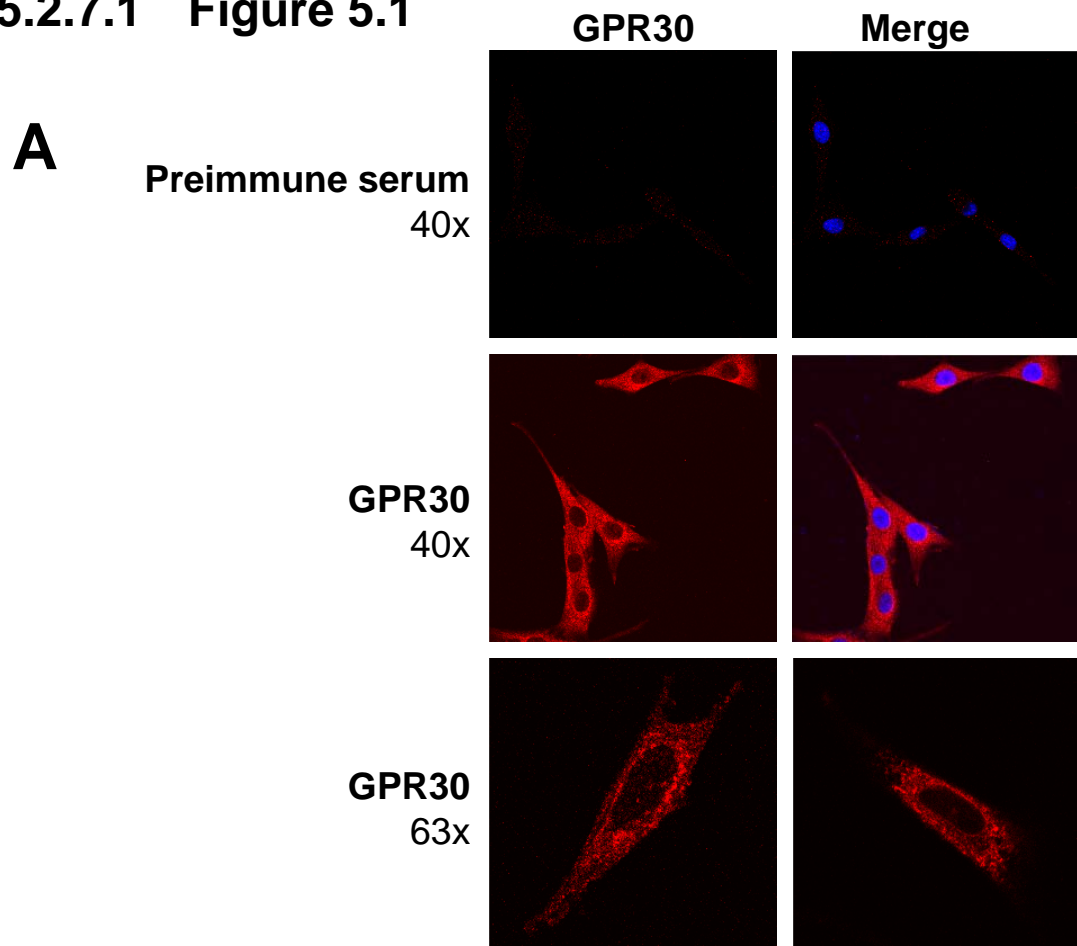 5.2.7.1 Figure 5.1
GPR30 Merge
A
Preimmune serum
40x
GPR30
40x
GPR30
63x